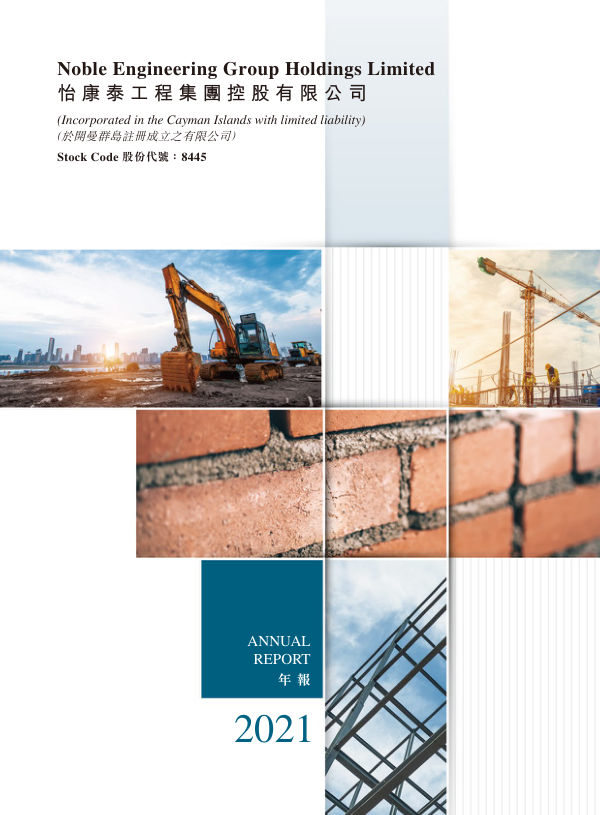 Noble Engineering Group Holdings Limited
怡康泰工程集團控股有限公司
(Incorporated in the Cayman Islands with limited liability)
(於開曼群島註冊成立之有限公司)
Stock Code 股份代號：8445
ANNUAL
REPORT
年報
2021